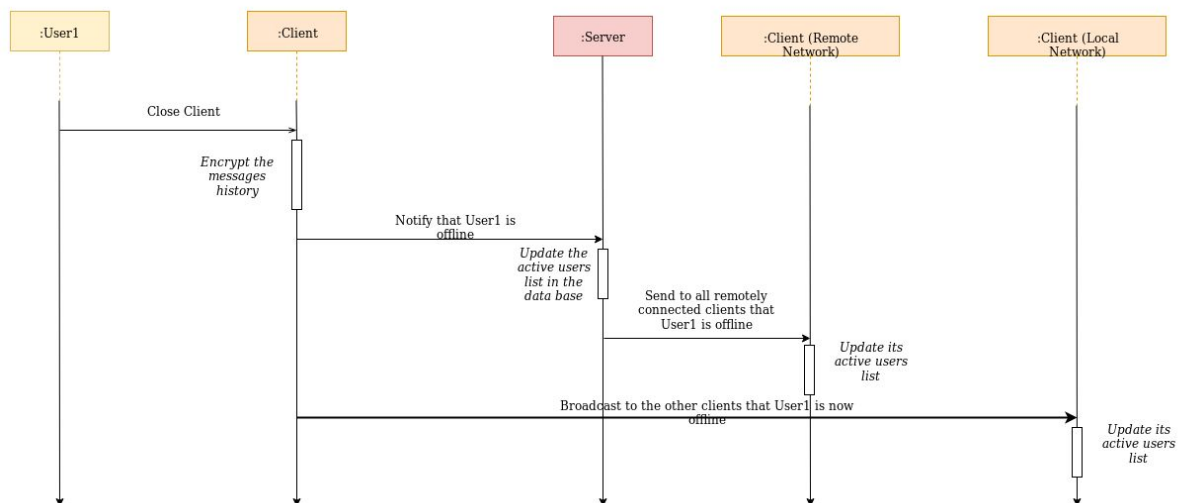 :User1
:Client
:Server
:Client (Remote
Network)
:Client (Local
Network)
Close Client
Encrypt the
messages
history
Notify that User1 is
offline
Update the
active users
list in the
data base
Send to all remotely
connected clients that
User1 is offline
Update its
active users
list
Broadcast to the other clients that User1 is now
offline
Update its
active users
list